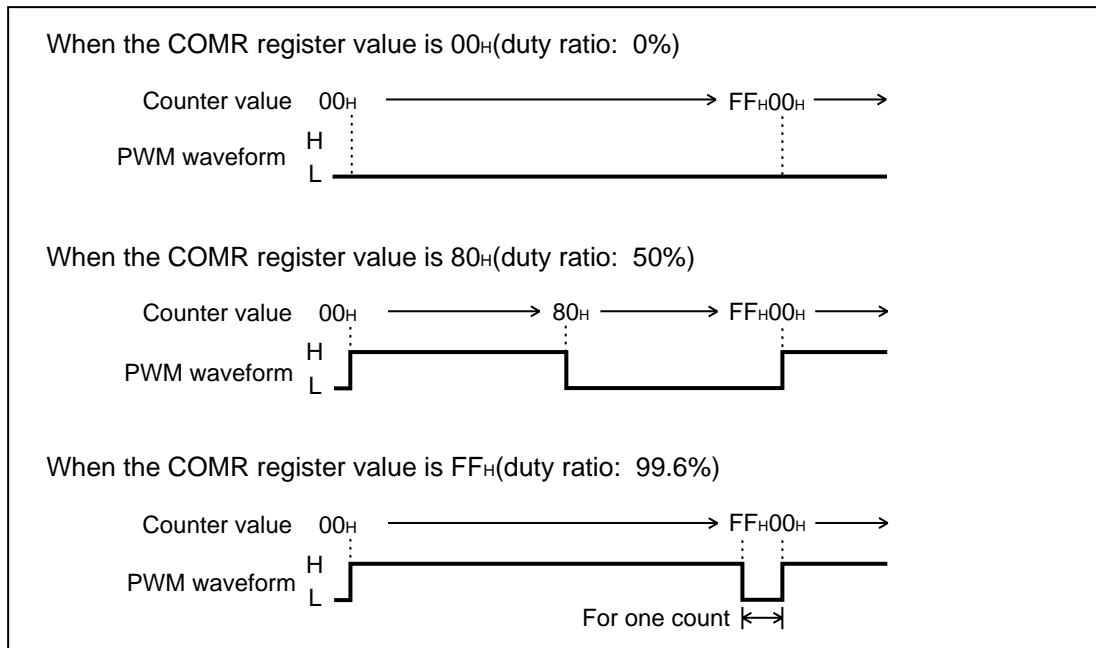 When the COMR register value is 00H(duty ratio: 0%)
Counter value 00H FFH00H
H
PWM waveform
L
When the COMR register value is 80H(duty ratio: 50%)
Counter value 00H 80H FFH00H
H
PWM waveform
L
When the COMR register value is FFH(duty ratio: 99.6%)
Counter value 00H FFH00H
H
PWM waveform
L
For one count